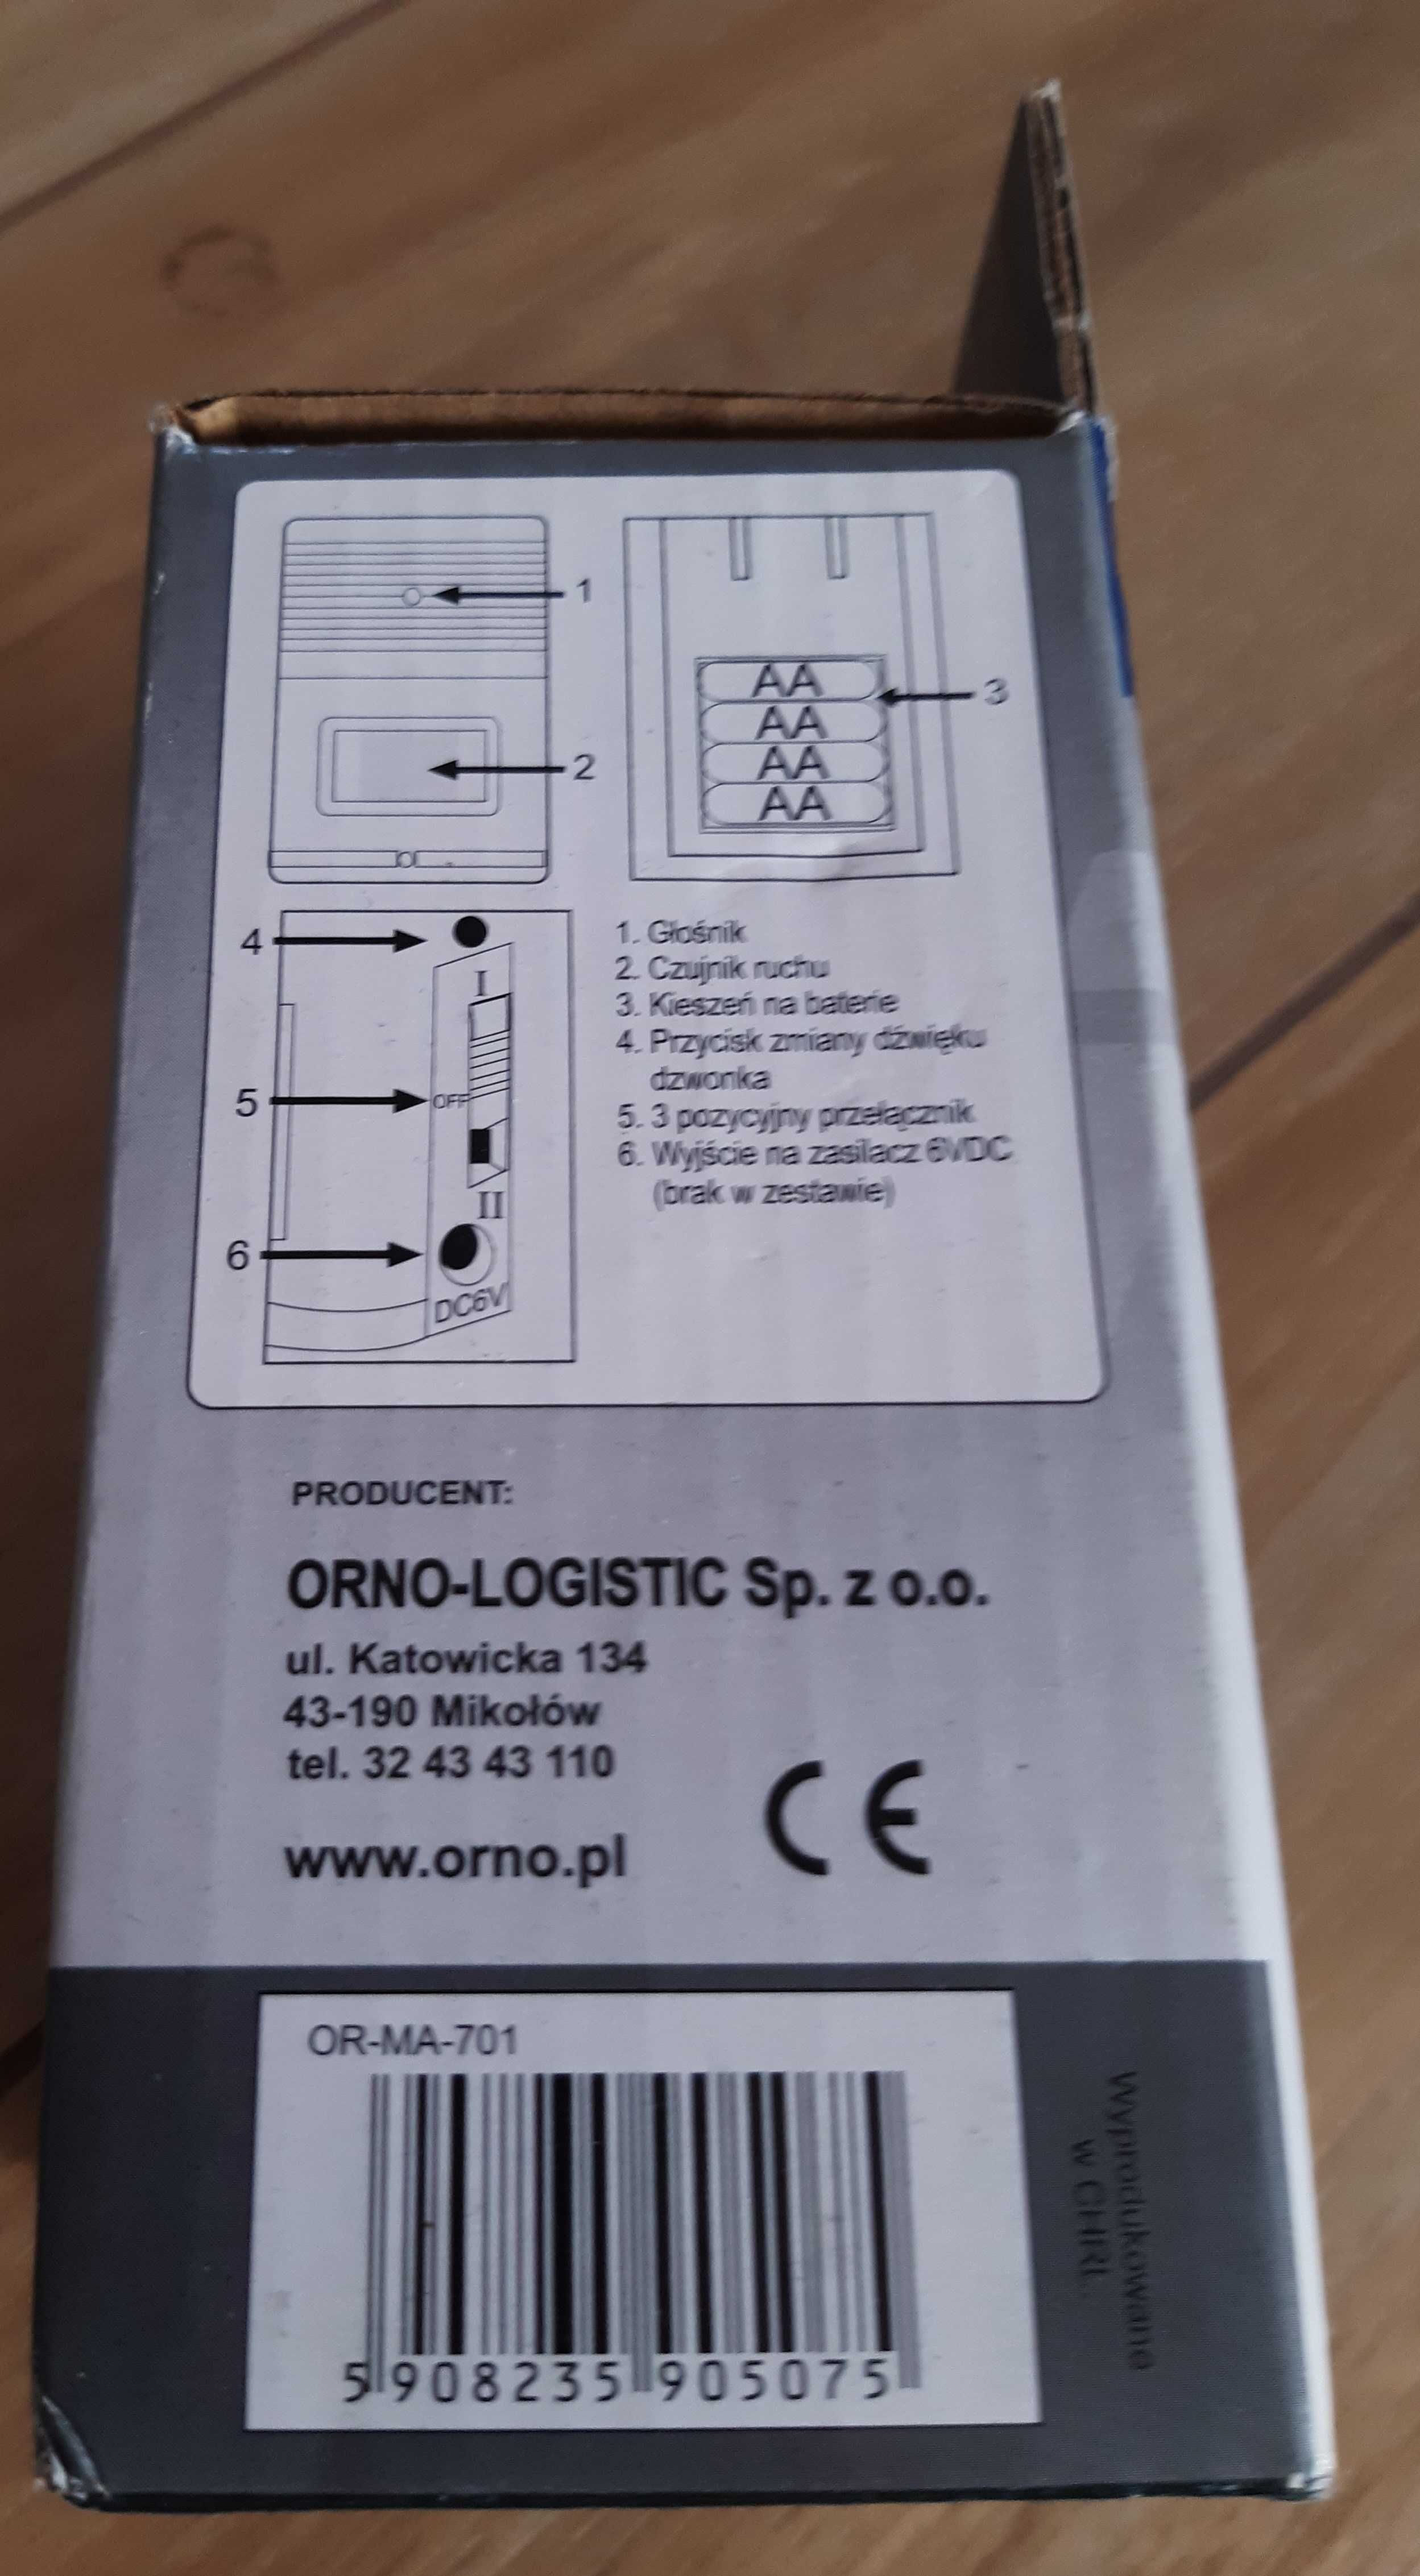 1
2
AA
AA
AA
AA
3
4
I
5
OFF
II
6
DC6V
1. Głośnik
2. Czujnik ruchu
3. Kieszeń na baterie
4. Przycisk zmiany dźwięku
dzwonka
5. 3 pozycyjny przełącznik
6. Wyjście na zasilacz 6VDC
(brak w zestawie)
PRODUCENT:
ORNO-LOGISTIC Sp. z o.o.
ul. Katowicka 134
43-190 Mikołów
tel. 32 43 43 110
www.orno.pl
CE
OR-MA-701
5 908235 905075
Wyprodukowano
w CHRL.